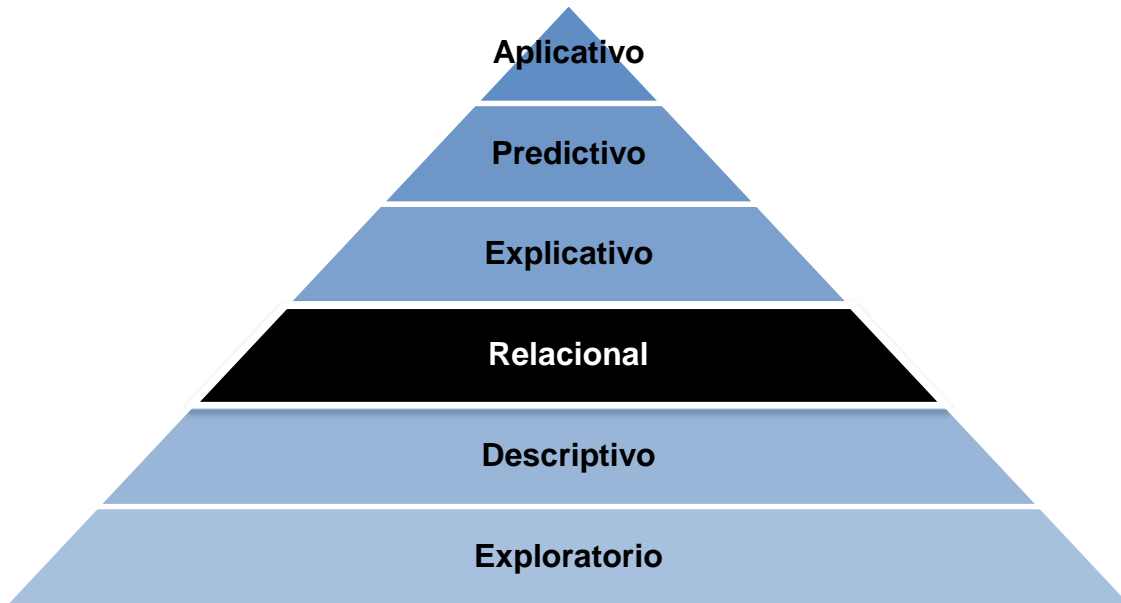 Aplicativo
Predictivo
Explicativo
Relacional
Descriptivo
Exploratorio